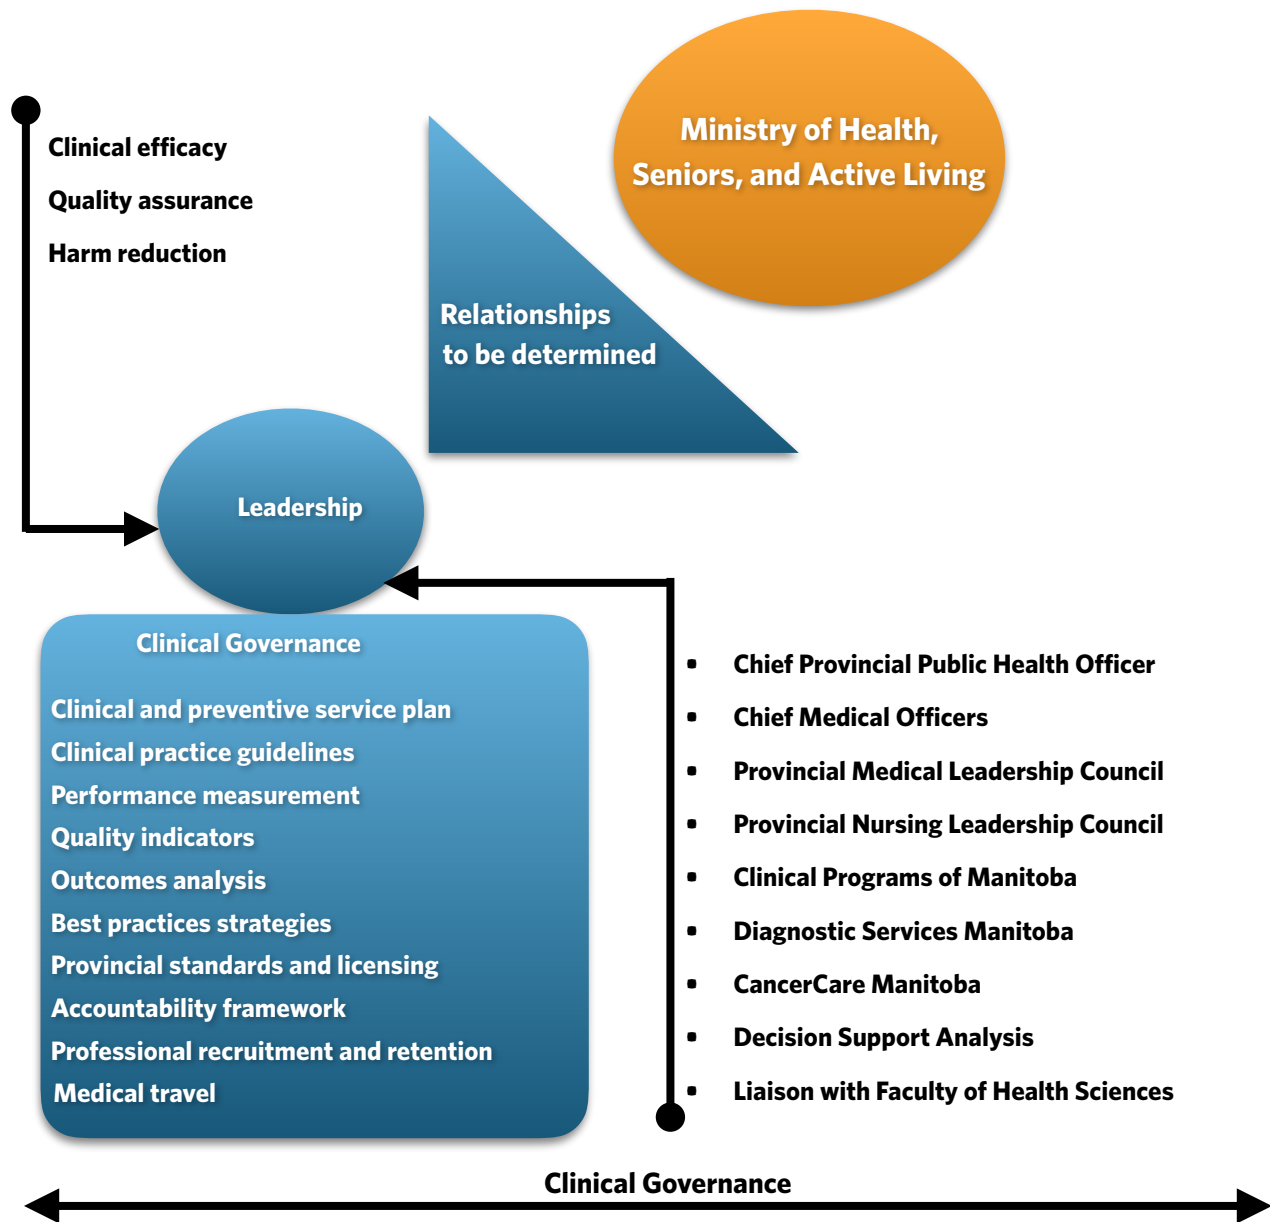 Ministry of Health,
Seniors, and Active Living
Clinical efficacy
Quality assurance
Harm reduction
Relationships
to be determined
Leadership
Clinical Governance
Clinical and preventive service plan
Clinical practice guidelines
Performance measurement
Quality indicators
Outcomes analysis
Best practices strategies
Provincial standards and licensing
Accountability framework
Professional recruitment and retention
Medical travel
▪ Chief Provincial Public Health Officer
▪ Chief Medical Officers
▪ Provincial Medical Leadership Council
▪ Provincial Nursing Leadership Council
▪ Clinical Programs of Manitoba
▪ Diagnostic Services Manitoba
▪ CancerCare Manitoba
▪ Decision Support Analysis
▪ Liaison with Faculty of Health Sciences
Clinical Governance